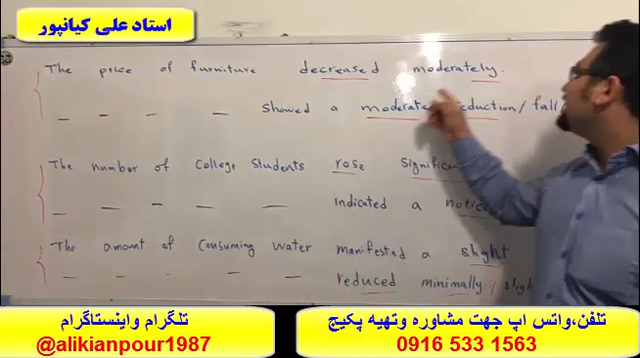 استاد علی کیانپور
The price of furniture decreased moderately.
_ _ _ _ Showed a moderate reduction/ fall/
The number of College Students rose
_ _ _ _ indicated a
The amount of Consuming Water manifested a slight
_ _ _ _ _ reduced minimally/
تلگرام واینستاگرام
@alikianpour1987
تلفن،واتس اپ جهت مشاوره وتهیه پکیج
0916 533 1563